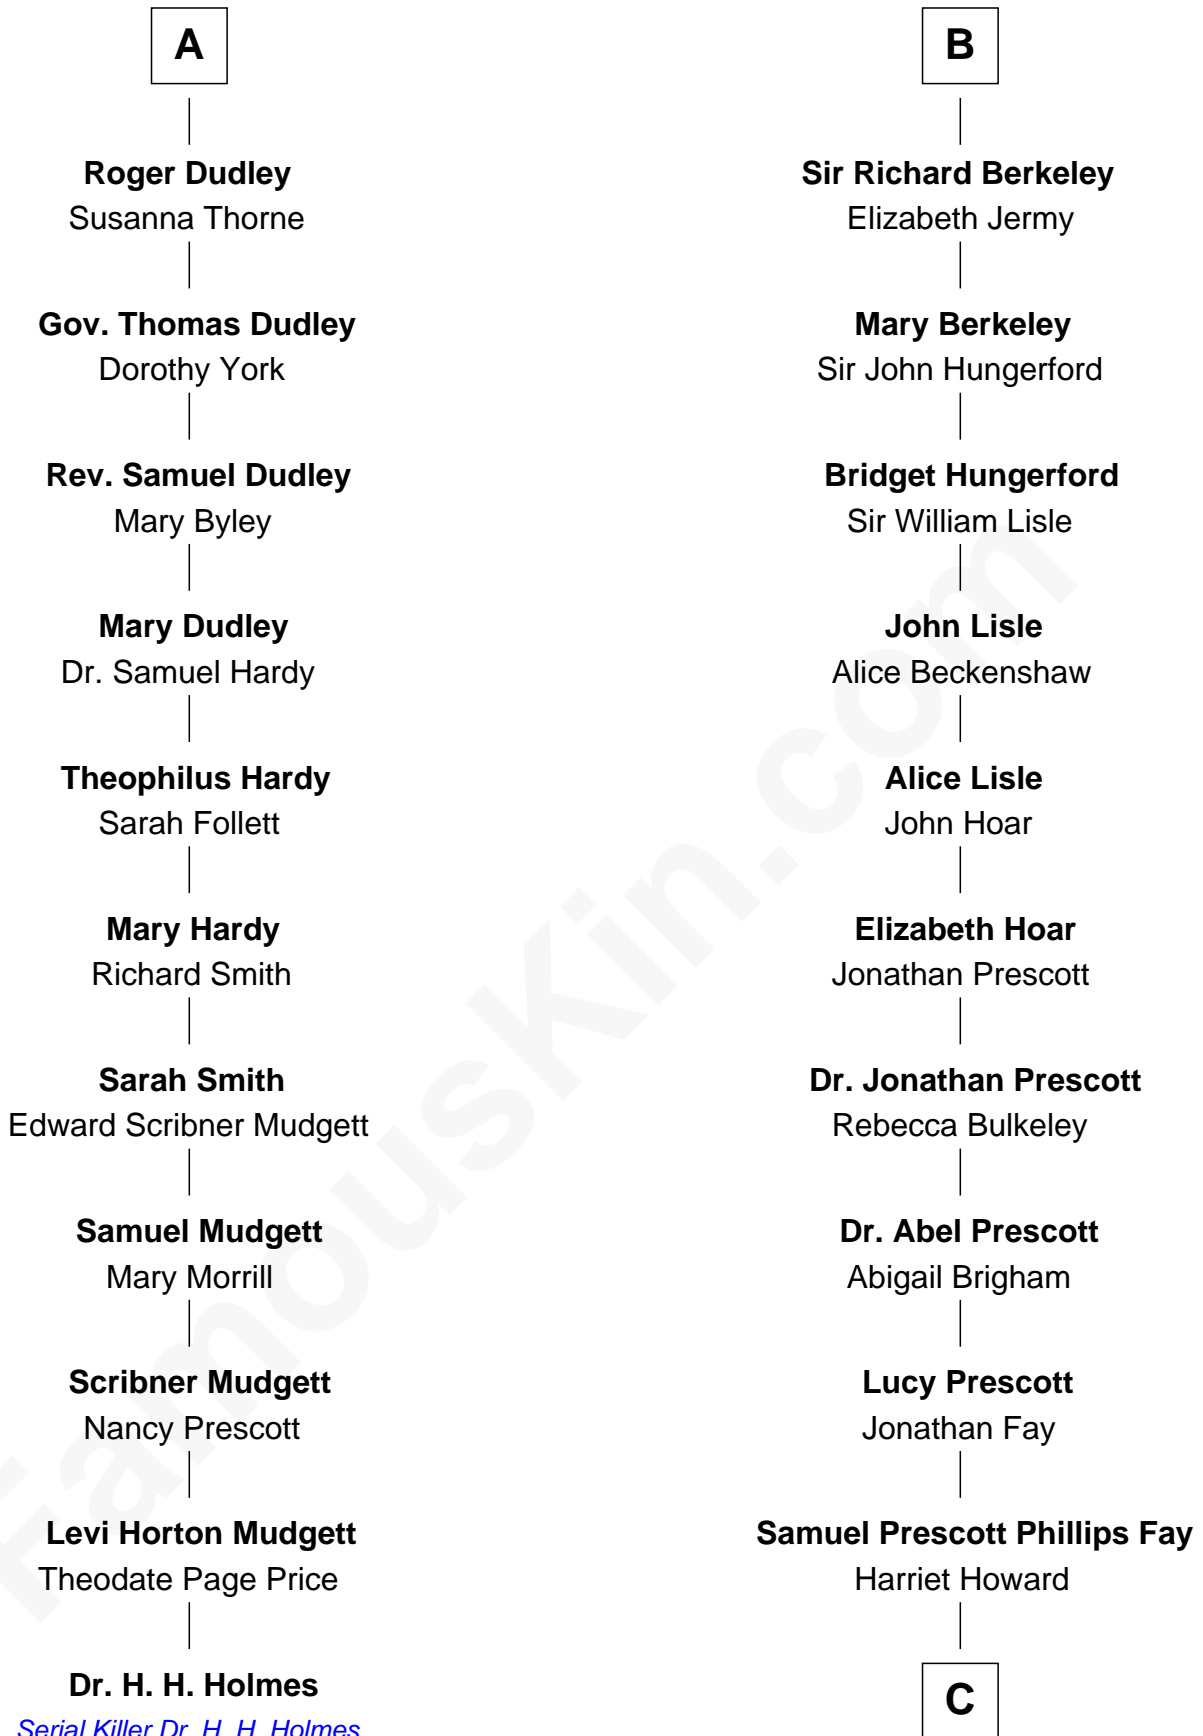 A
Roger Dudley
Susanna Thorne
Gov. Thomas Dudley
Dorothy York
Rev. Samuel Dudley
Mary Byley
Mary Dudley
Dr. Samuel Hardy
Theophilus Hardy
Sarah Follett
Mary Hardy
Richard Smith
Sarah Smith
Edward Scribner Mudgett
Samuel Mudgett
Mary Morrill
Scribner Mudgett
Nancy Prescott
Levi Horton Mudgett
Theodate Page Price
Dr. H. H. Holmes
Serial Killer Dr. H. H. Holmes
B
Sir Richard Berkeley
Elizabeth Jermy
Mary Berkeley
Sir John Hungerford
Bridget Hungerford
Sir William Lisle
John Lisle
Alice Beckenshaw
Alice Lisle
John Hoar
Elizabeth Hoar
Jonathan Prescott
Dr. Jonathan Prescott
Rebecca Bulkeley
Dr. Abel Prescott
Abigail Brigham
Lucy Prescott
Jonathan Fay
Samuel Prescott Phillips Fay
Harriet Howard
C
FamousKin.com